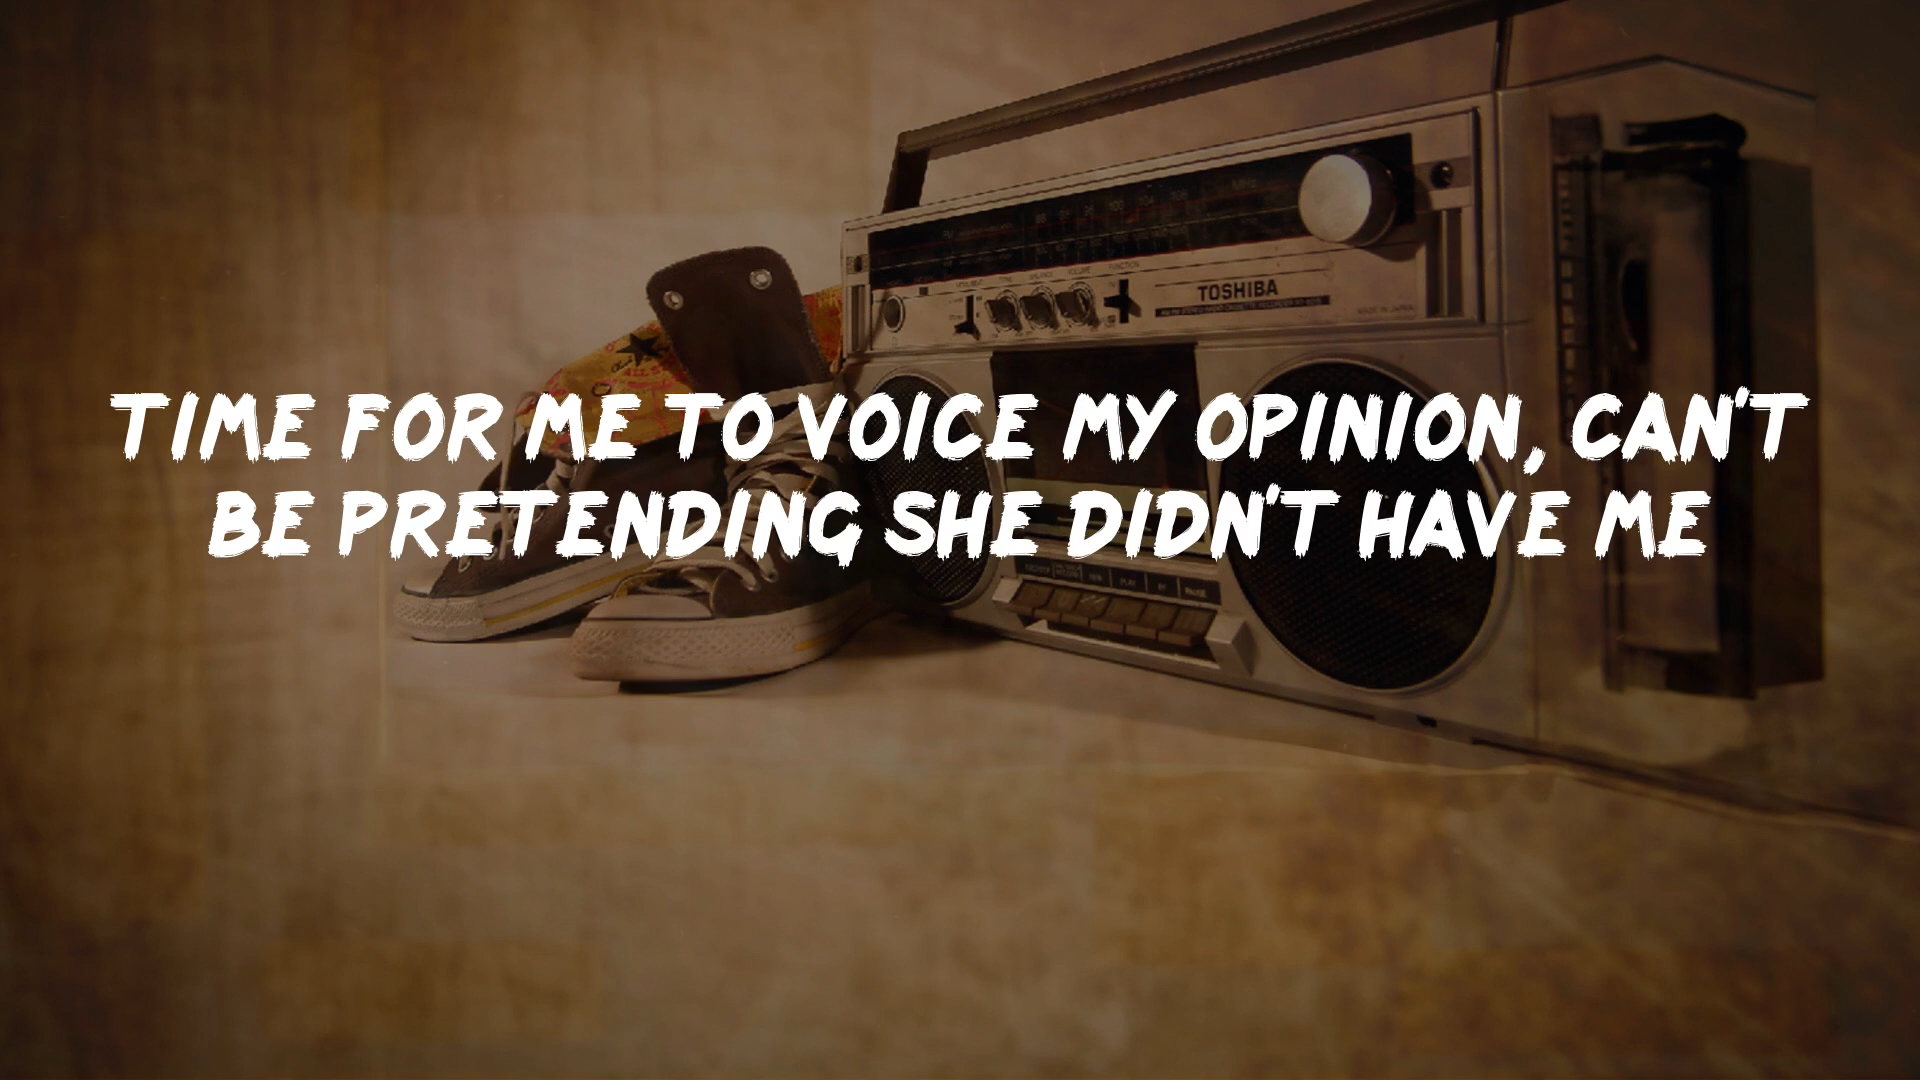 TOSHIBA
TIME FOR ME TO VOICE MY OPINION, CAN'T
BE PRETENDING SHE DIDN'T HAVE ME